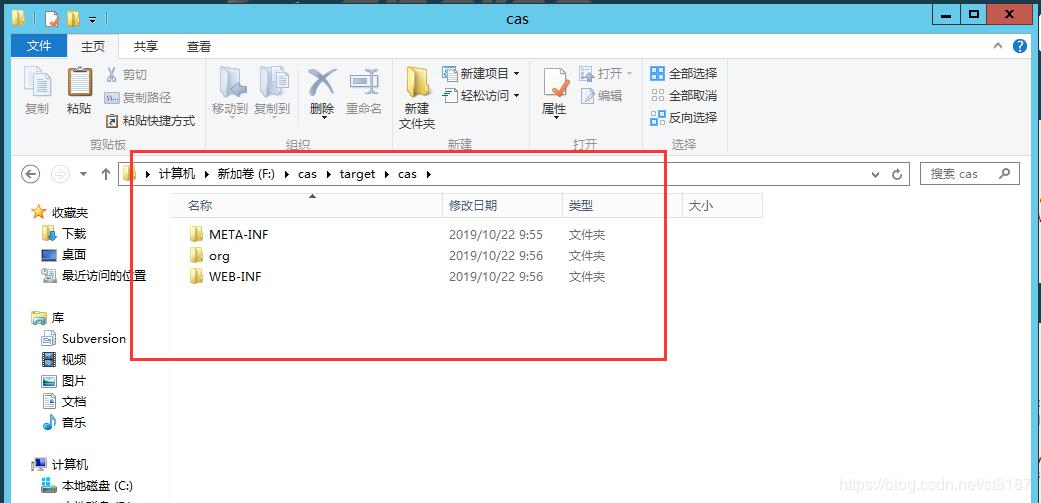 cas
文件 主页 共享 查看
复制
粘贴
剪切
复制路径
粘贴快捷方式
剪贴板
移动到
复制到
删除
重命名
组织
新建
文件夹
新建项目
轻松访问
新建
属性
打开
编辑
打开
全部选择
全部取消
反向选择
选择
计算机 新加卷 (F:) cas target cas
搜索 cas
名称 修改日期 类型 大小
META-INF 2019/10/22 9:55 文件夹
org 2019/10/22 9:56 文件夹
WEB-INF 2019/10/22 9:56 文件夹
收藏夹
下载
桌面
最近访问的位置
库
Subversion
视频
图片
文档
音乐
计算机
本地磁盘 (C:)
https://blog.csdn.net/st8187